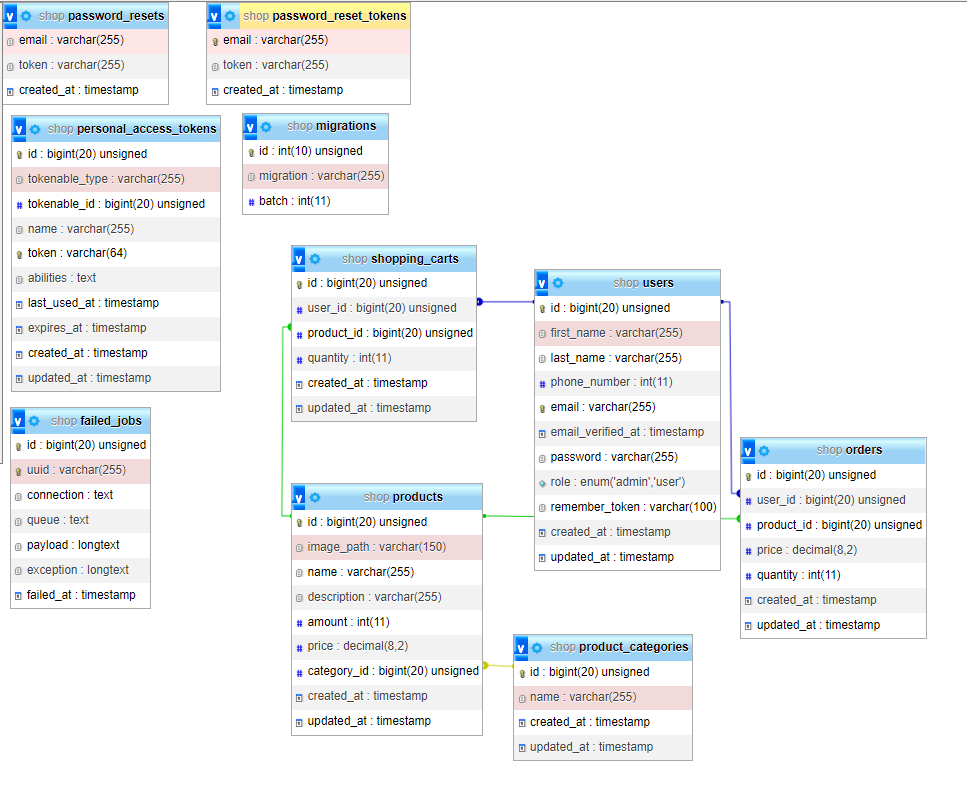 shop password_resets
email : varchar(255)
token : varchar(255)
created_at : timestamp
shop password_reset_tokens
email : varchar(255)
token : varchar(255)
created_at : timestamp
shop personal_access_tokens
id : bigint(20) unsigned
tokenable_type : varchar(255)
tokenable_id : bigint(20) unsigned
name : varchar(255)
token : varchar(64)
abilities : text
last_used_at : timestamp
expires_at : timestamp
created_at : timestamp
updated_at : timestamp
shop migrations
id : int(10) unsigned
migration : varchar(255)
batch : int(11)
shop shopping_carts
id : bigint(20) unsigned
user_id : bigint(20) unsigned
product_id : bigint(20) unsigned
quantity : int(11)
created_at : timestamp
updated_at : timestamp
shop users
id : bigint(20) unsigned
first_name : varchar(255)
last_name : varchar(255)
phone_number : int(11)
email : varchar(255)
email_verified_at : timestamp
password : varchar(255)
role : enum('admin','user')
remember_token : varchar(100)
created_at : timestamp
updated_at : timestamp
shop failed_jobs
id : bigint(20) unsigned
uuid : varchar(255)
connection : text
queue : text
payload : longtext
exception : longtext
failed_at : timestamp
shop products
id : bigint(20) unsigned
image_path : varchar(150)
name : varchar(255)
description : varchar(255)
amount : int(11)
price : decimal(8,2)
category_id : bigint(20) unsigned
created_at : timestamp
updated_at : timestamp
shop orders
id : bigint(20) unsigned
user_id : bigint(20) unsigned
product_id : bigint(20) unsigned
price : decimal(8,2)
quantity : int(11)
created_at : timestamp
updated_at : timestamp
shop product_categories
id : bigint(20) unsigned
name : varchar(255)
created_at : timestamp
updated_at : timestamp